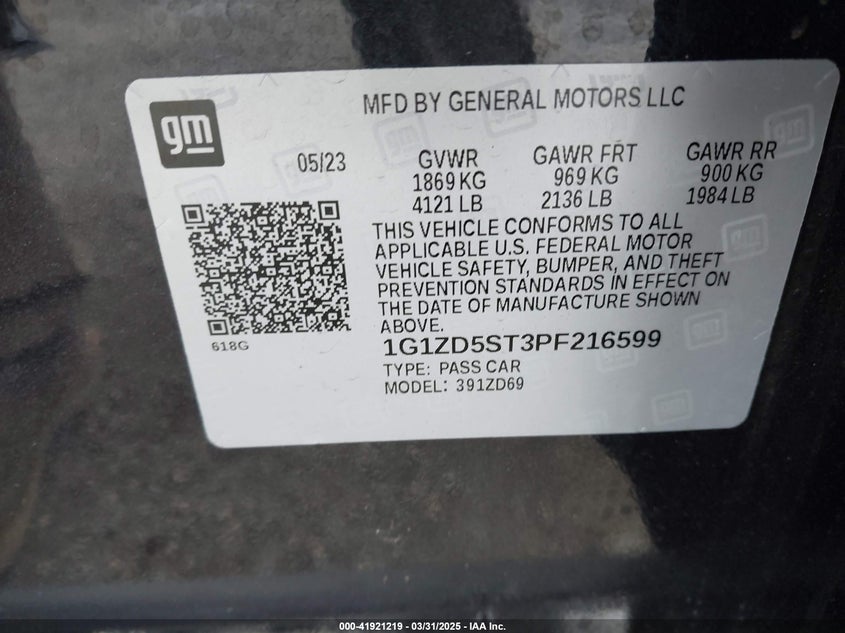 gm
MFD BY GENERAL MOTORS LLC
05/23
GVWR GAWR FRT GAWR RR
1869 KG 969 KG 900 KG
4121 LB 2136 LB 1984 LB
THIS VEHICLE CONFORMS TO ALL
APPLICABLE U.S. FEDERAL MOTOR
VEHICLE SAFETY, BUMPER, AND THEFT
PREVENTION STANDARDS IN EFFECT ON
THE DATE OF MANUFACTURE SHOWN
ABOVE.
618G
1G1ZD5ST3PF216599
TYPE: PASS CAR
MODEL: 391ZD69
000-41921219 - 03/31/2025 - IAA Inc.